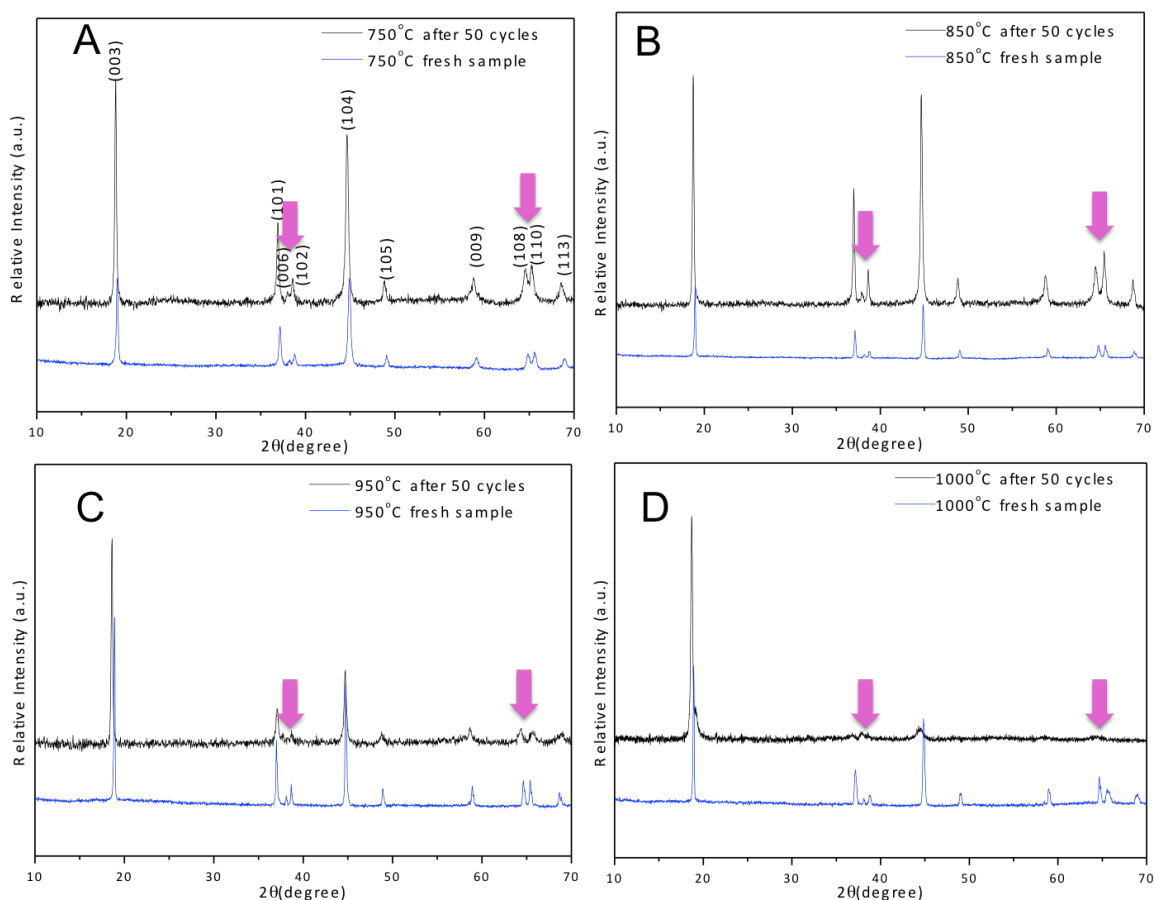 A
750°C after 50 cycles
750°C fresh sample
(003)
(101)
(006)
(102)
(104)
(105)
(009)
(108)
(110)
(113)
Relative Intensity (a.u.)
10 20 30 40 50 60 70
2θ(degree)
B
850°C after 50 cycles
850°C fresh sample
Relative Intensity (a.u.)
10 20 30 40 50 60 70
2θ(degree)
C
950°C after 50 cycles
950°C fresh sample
Relative Intensity (a.u.)
10 20 30 40 50 60 70
2θ(degree)
D
1000°C after 50 cycles
1000°C fresh sample
Relative Intensity (a.u.)
10 20 30 40 50 60 70
2θ(degree)